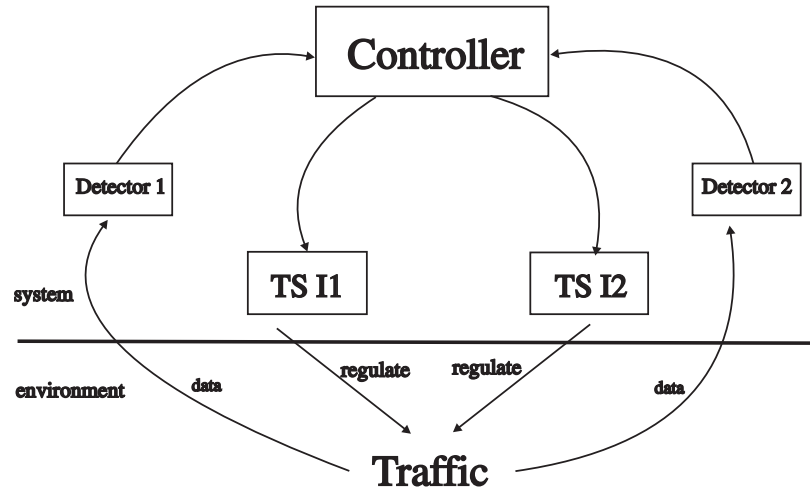 Controller
Detector 1
Detector 2
TS I1
TS I2
system
regulate
regulate
environment
data
data
Traffic